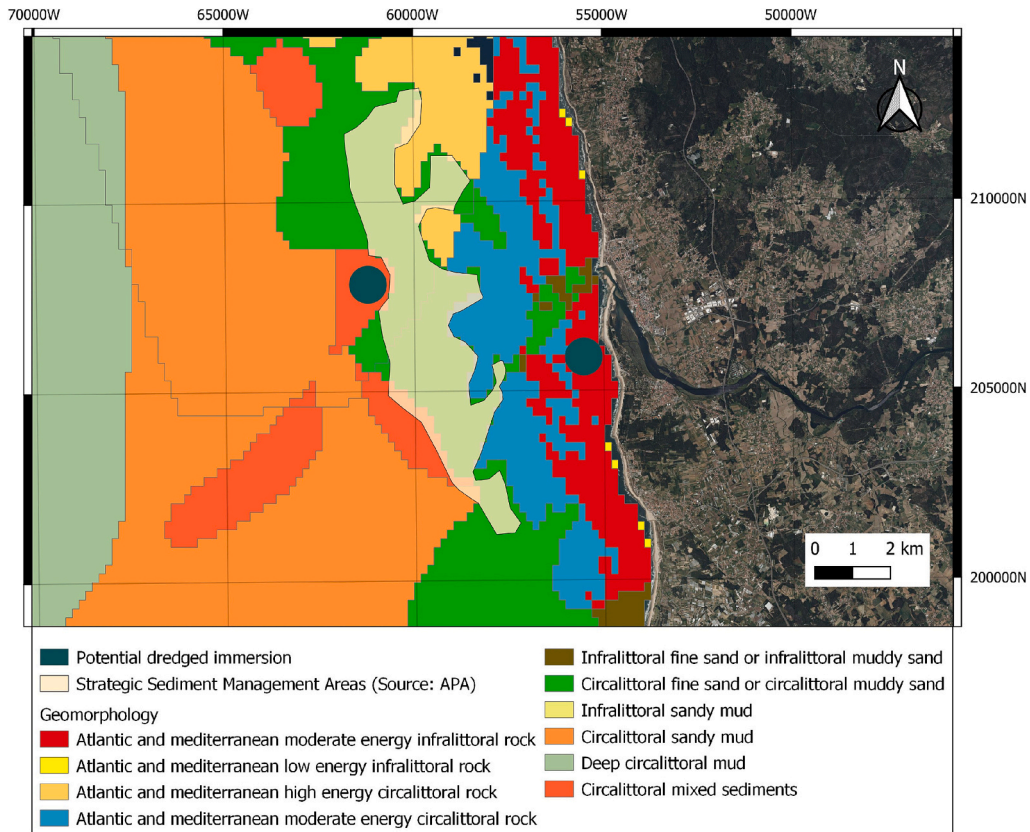 70000W 65000W 60000W 55000W 50000W
N
210000N
205000N
200000N
0 1 2 km
Potential dredged immersion
Strategic Sediment Management Areas (Source: APA)
Geomorphology
Atlantic and mediterranean moderate energy infralittoral rock
Atlantic and mediterranean low energy infralittoral rock
Atlantic and mediterranean high energy circalittoral rock
Atlantic and mediterranean moderate energy circalittoral rock
Infralittoral fine sand or infralittoral muddy sand
Circalittoral fine sand or circalittoral muddy sand
Infralittoral sandy mud
Circalittoral sandy mud
Deep circalittoral mud
Circalittoral mixed sediments